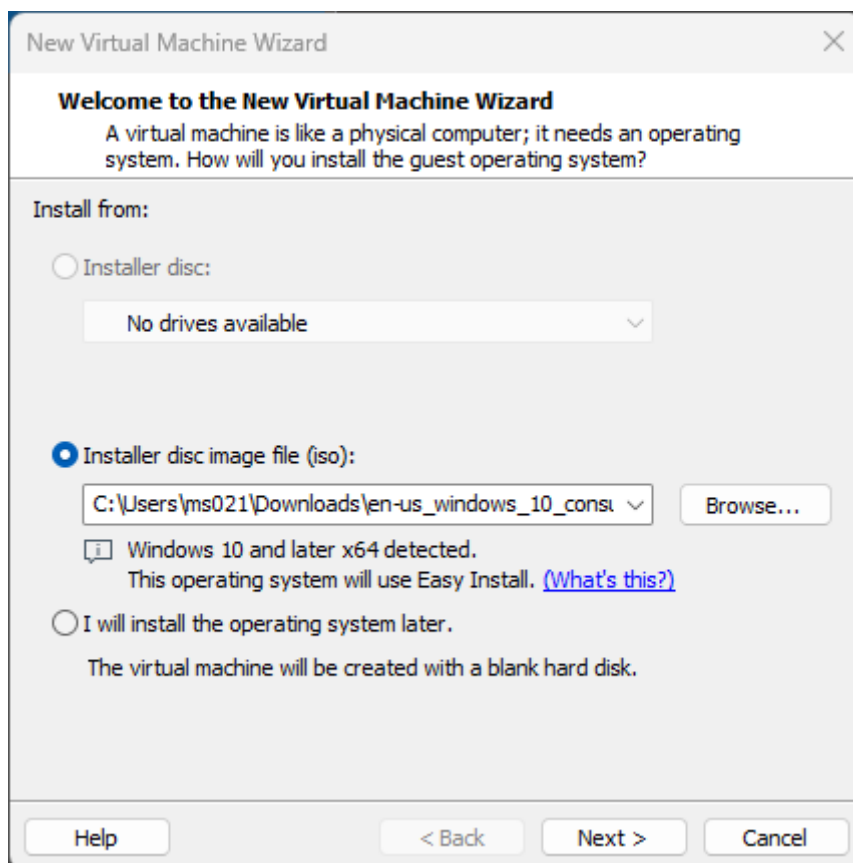 New Virtual Machine Wizard
Welcome to the New Virtual Machine Wizard
A virtual machine is like a physical computer; it needs an operating
system. How will you install the guest operating system?
Install from:
Installer disc:
No drives available
Installer disc image file (iso):
C:\Users\ms021\Downloads\en-us_windows_10_consu
Browse...
Windows 10 and later x64 detected.
This operating system will use Easy Install. (What's this?)
I will install the operating system later.
The virtual machine will be created with a blank hard disk.
Help
< Back
Next >
Cancel